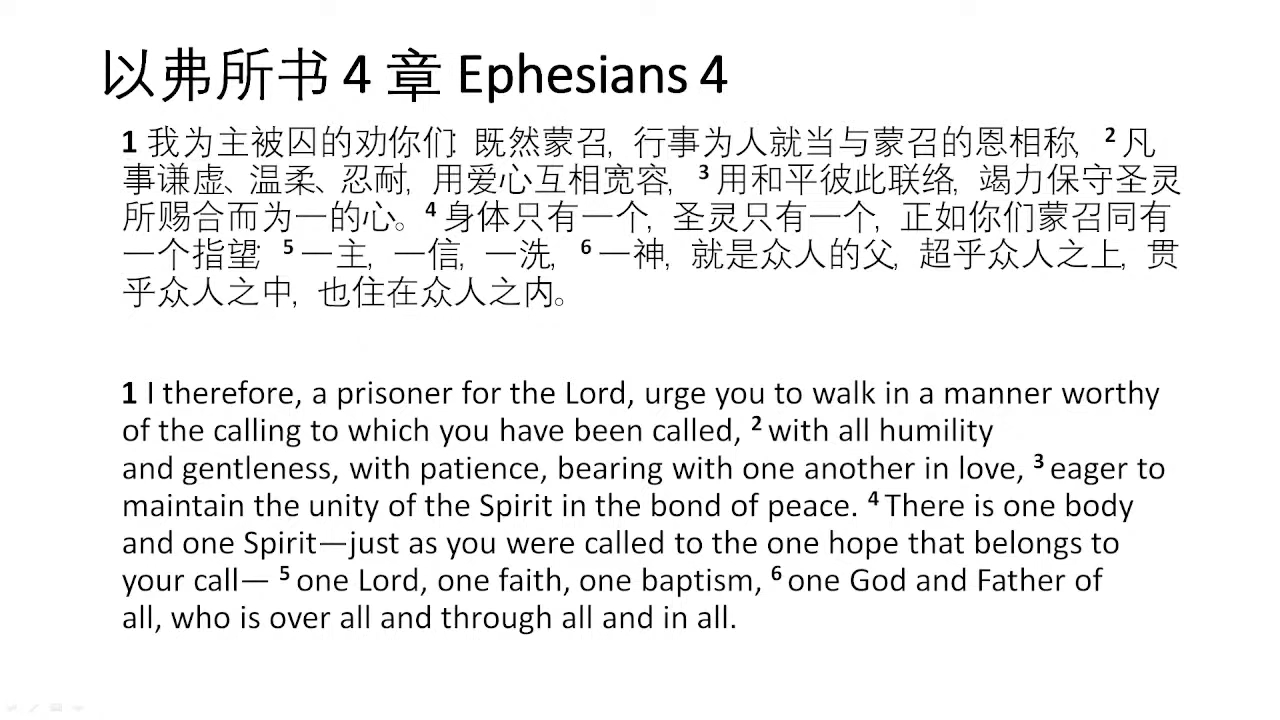 以弗所书 4 章 Ephesians 4
1 我为主被囚的劝你们: 既然蒙召, 行事为人就当与蒙召的恩相称, 2 凡
事谦虚、温柔、忍耐, 用爱心互相宽容, 3 用和平彼此联络, 竭力保守圣灵
所赐合而为一的心。4 身体只有一个, 圣灵只有一个, 正如你们蒙召同有
一个指望; 5 一主, 一信, 一洗, 6 一神, 就是众人的父, 超乎众人之上, 贯
乎众人之中, 也住在众人之内。
1 I therefore, a prisoner for the Lord, urge you to walk in a manner worthy
of the calling to which you have been called, 2 with all humility
and gentleness, with patience, bearing with one another in love, 3 eager to
maintain the unity of the Spirit in the bond of peace. 4 There is one body
and one Spirit—just as you were called to the one hope that belongs to
your call— 5 one Lord, one faith, one baptism, 6 one God and Father of
all, who is over all and through all and in all.